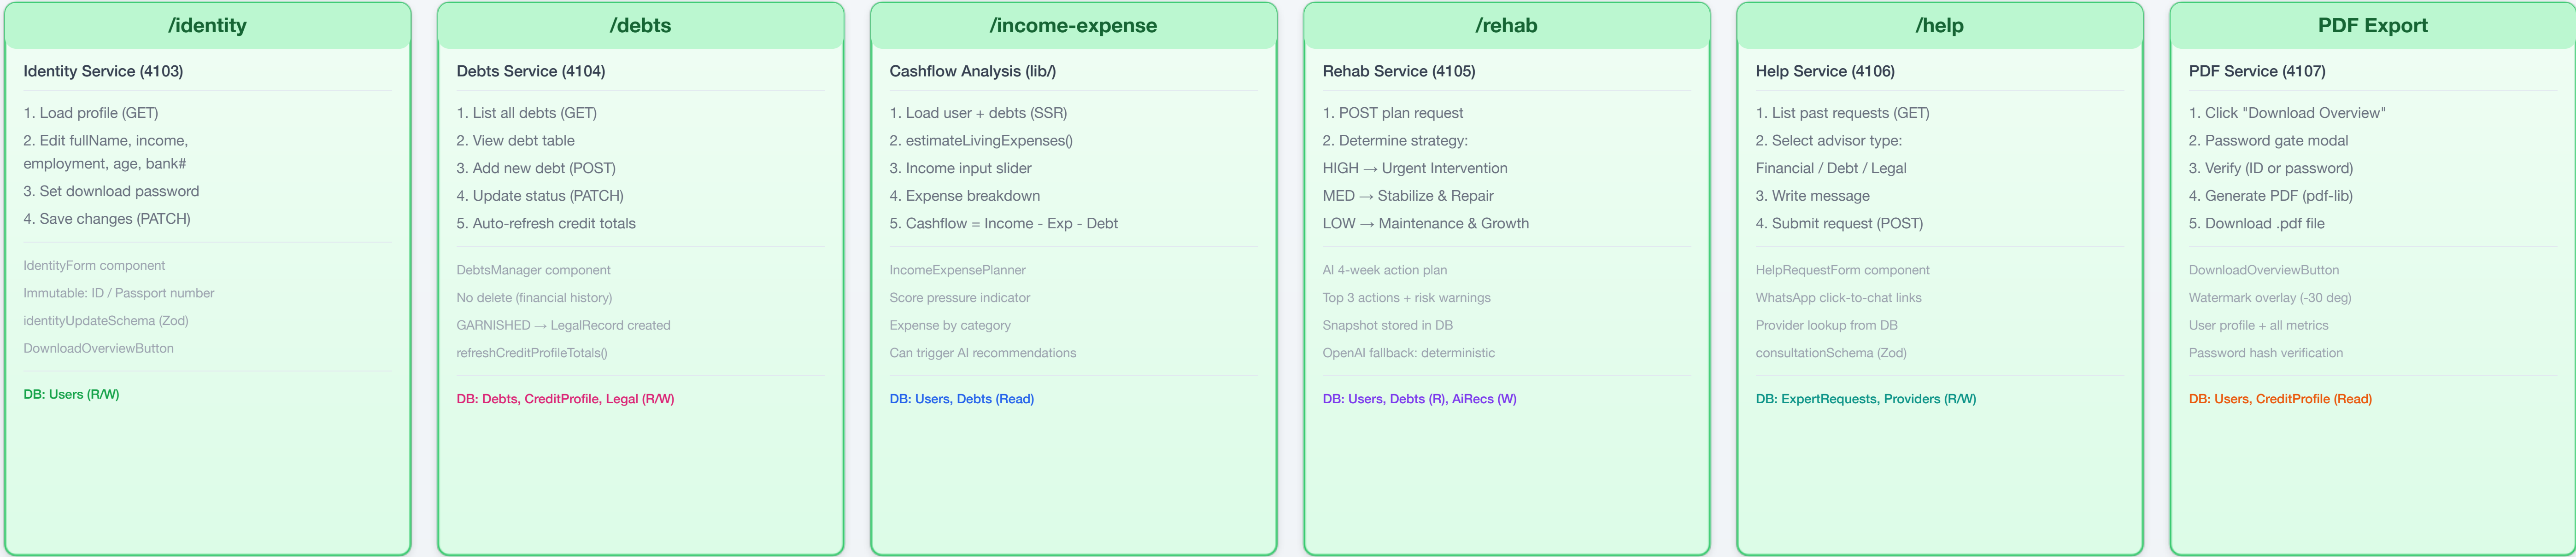 /identity
Identity Service (4103)
1. Load profile (GET)
2. Edit fullName, income,
employment, age, bank#
3. Set download password
4. Save changes (PATCH)
IdentityForm component
Immutable: ID / Passport number
identityUpdateSchema (Zod)
DownloadOverviewButton
DB: Users (R/W)
/debts
Debts Service (4104)
1. List all debts (GET)
2. View debt table
3. Add new debt (POST)
4. Update status (PATCH)
5. Auto-refresh credit totals
DebtsManager component
No delete (financial history)
GARNISHED → LegalRecord created
refreshCreditProfileTotals()
DB: Debts, CreditProfile, Legal (R/W)
/income-expense
Cashflow Analysis (lib/)
1. Load user + debts (SSR)
2. estimateLivingExpenses()
3. Income input slider
4. Expense breakdown
5. Cashflow = Income - Exp - Debt
IncomeExpensePlanner
Score pressure indicator
Expense by category
Can trigger AI recommendations
DB: Users, Debts (Read)
/rehab
Rehab Service (4105)
1. POST plan request
2. Determine strategy:
HIGH → Urgent Intervention
MED → Stabilize & Repair
LOW → Maintenance & Growth
AI 4-week action plan
Top 3 actions + risk warnings
Snapshot stored in DB
OpenAI fallback: deterministic
DB: Users, Debts (R), AiRecs (W)
/help
Help Service (4106)
1. List past requests (GET)
2. Select advisor type:
Financial / Debt / Legal
3. Write message
4. Submit request (POST)
HelpRequestForm component
WhatsApp click-to-chat links
Provider lookup from DB
consultationSchema (Zod)
DB: ExpertRequests, Providers (R/W)
PDF Export
PDF Service (4107)
1. Click "Download Overview"
2. Password gate modal
3. Verify (ID or password)
4. Generate PDF (pdf-lib)
5. Download .pdf file
DownloadOverviewButton
Watermark overlay (-30 deg)
User profile + all metrics
Password hash verification
DB: Users, CreditProfile (Read)